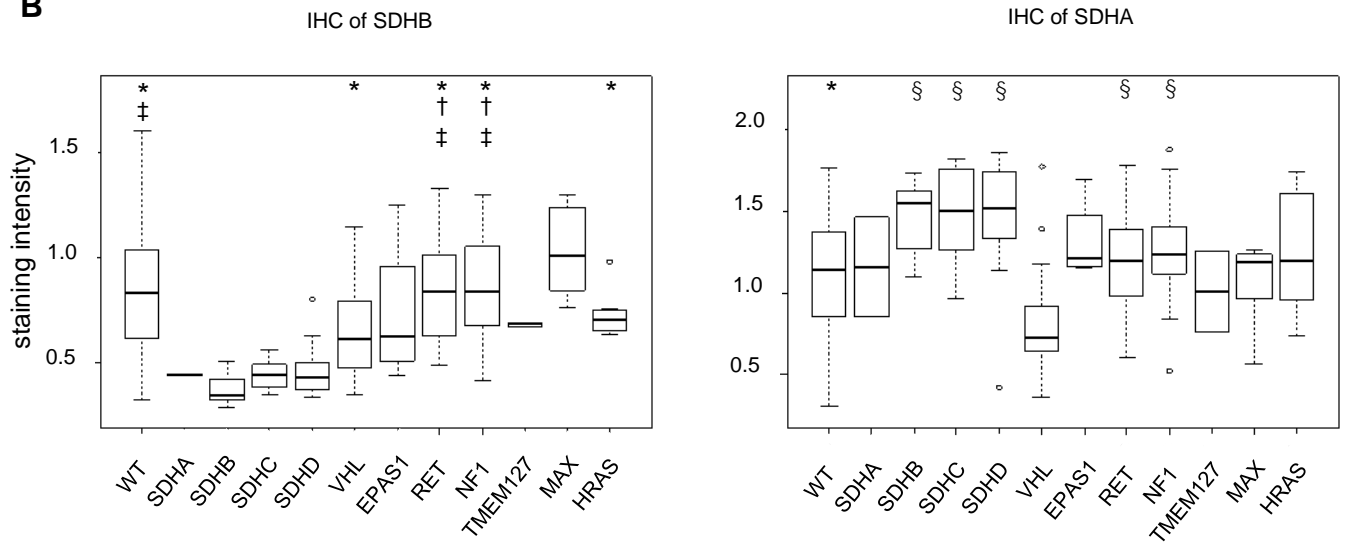 B
IHC of SDHB
IHC of SDHA
staining intensity
1.5
1.0
0.5
*
‡
*
*
†
‡
*
†
‡
*
WT
SDHA
SDHB
SDHC
SDHD
VHL
EPAS1
RET
NF1
TMEM127
MAX
HRAS
2.0
1.5
1.0
0.5
*
§
§
§
§
§
WT
SDHA
SDHB
SDHC
SDHD
VHL
EPAS1
RET
NF1
TMEM127
MAX
HRAS